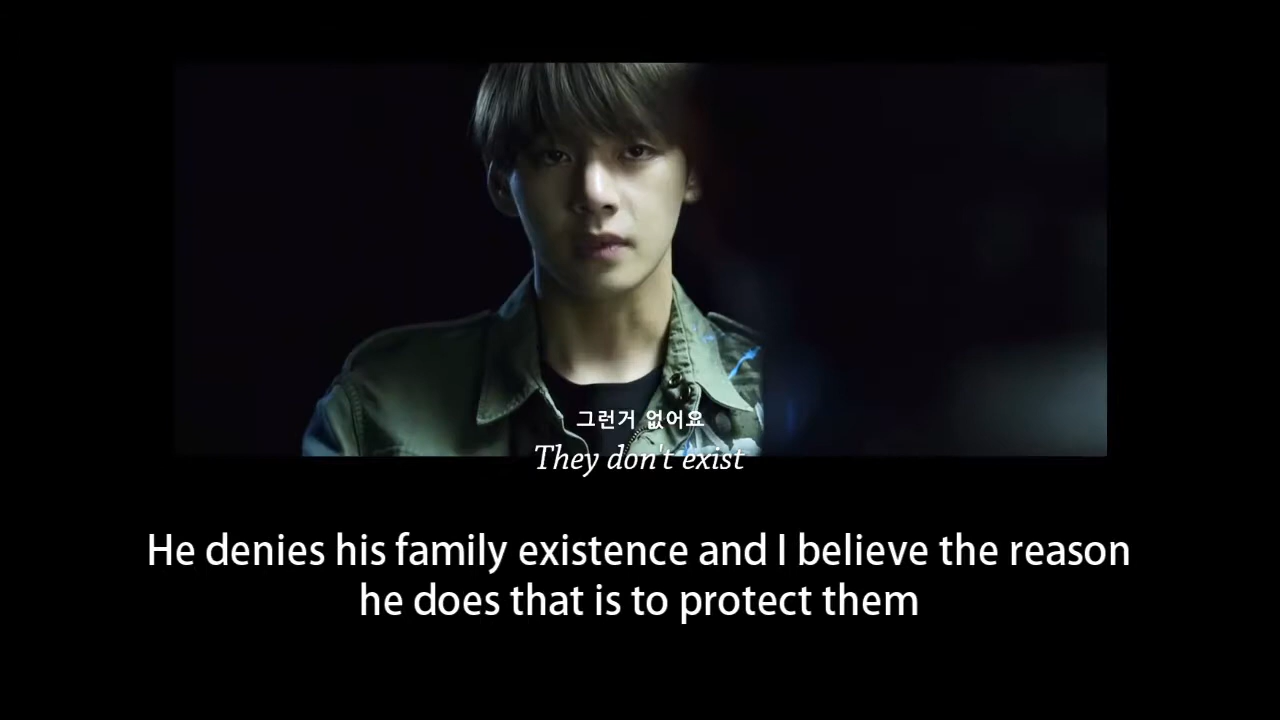 그런거 없어요
They don't exist
He denies his family existence and I believe the reason
he does that is to protect them